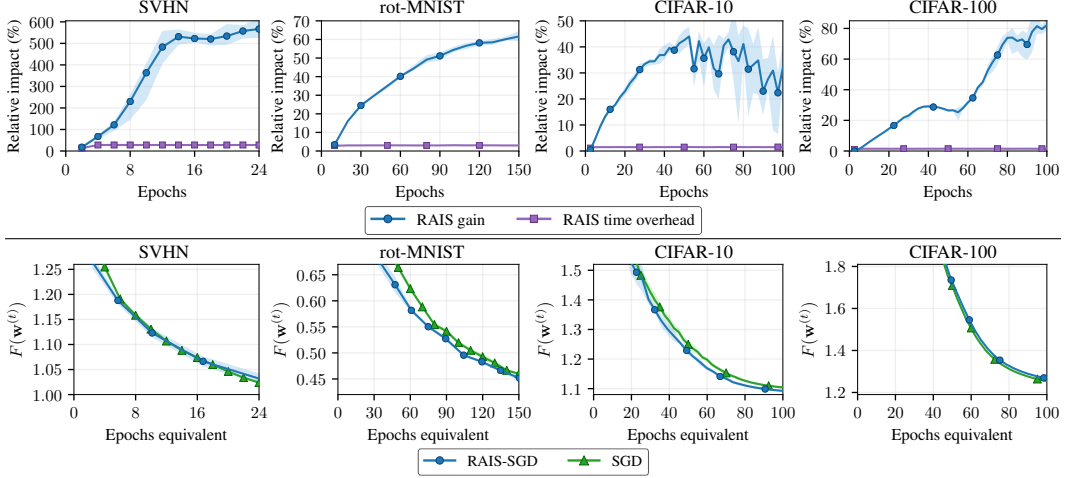 SVHN rot-MNIST CIFAR-10 CIFAR-100
Relative impact (%)
600
500
400
300
200
100
0
0 8 16 24
Epochs
Relative impact (%)
70
60
50
40
30
20
10
0
0 30 60 90 120 150
Epochs
Relative impact (%)
50
40
30
20
10
0
0 20 40 60 80 100
Epochs
Relative impact (%)
80
60
40
20
0
0 20 40 60 80 100
Epochs
RAIS gain RAIS time overhead
SVHN rot-MNIST CIFAR-10 CIFAR-100
F(w^(t))
1.25
1.20
1.15
1.10
1.05
1.00
0 8 16 24
Epochs equivalent
F(w^(t))
0.65
0.60
0.55
0.50
0.45
0 30 60 90 120 150
Epochs equivalent
F(w^(t))
1.5
1.4
1.3
1.2
1.1
0 20 40 60 80 100
Epochs equivalent
F(w^(t))
1.8
1.6
1.4
1.2
0 20 40 60 80 100
Epochs equivalent
RAIS-SGD SGD